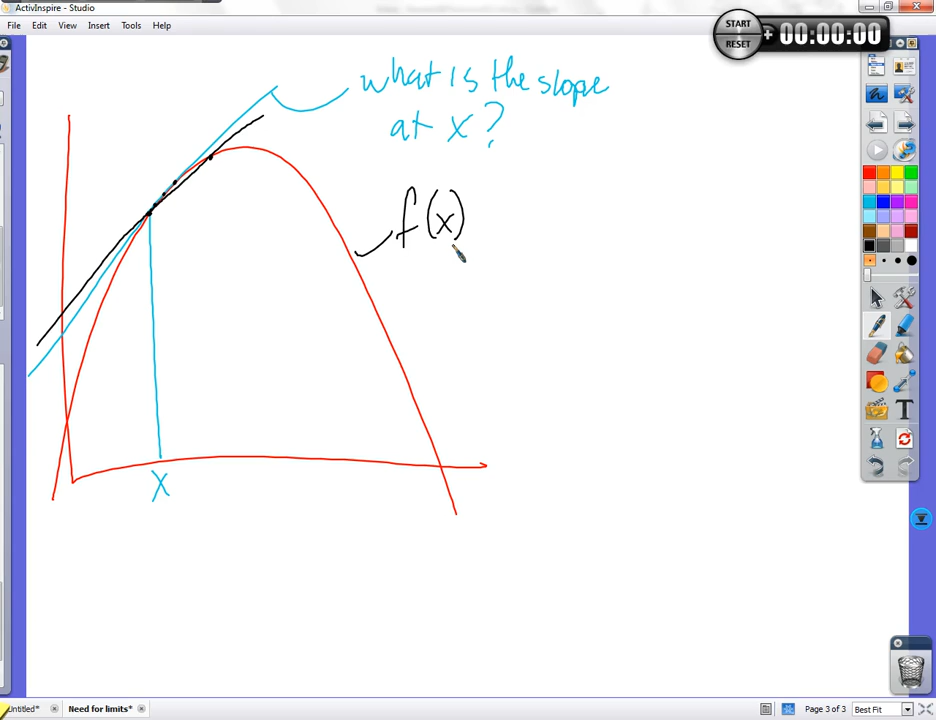 ActivInspire - Studio
File Edit View Insert Tools Help
START
RESET
+ 00:00:00
what is the slope
at x?
f(x)
x
T
ntitled*
Need for limits*
Page 3 of 3
Best Fit